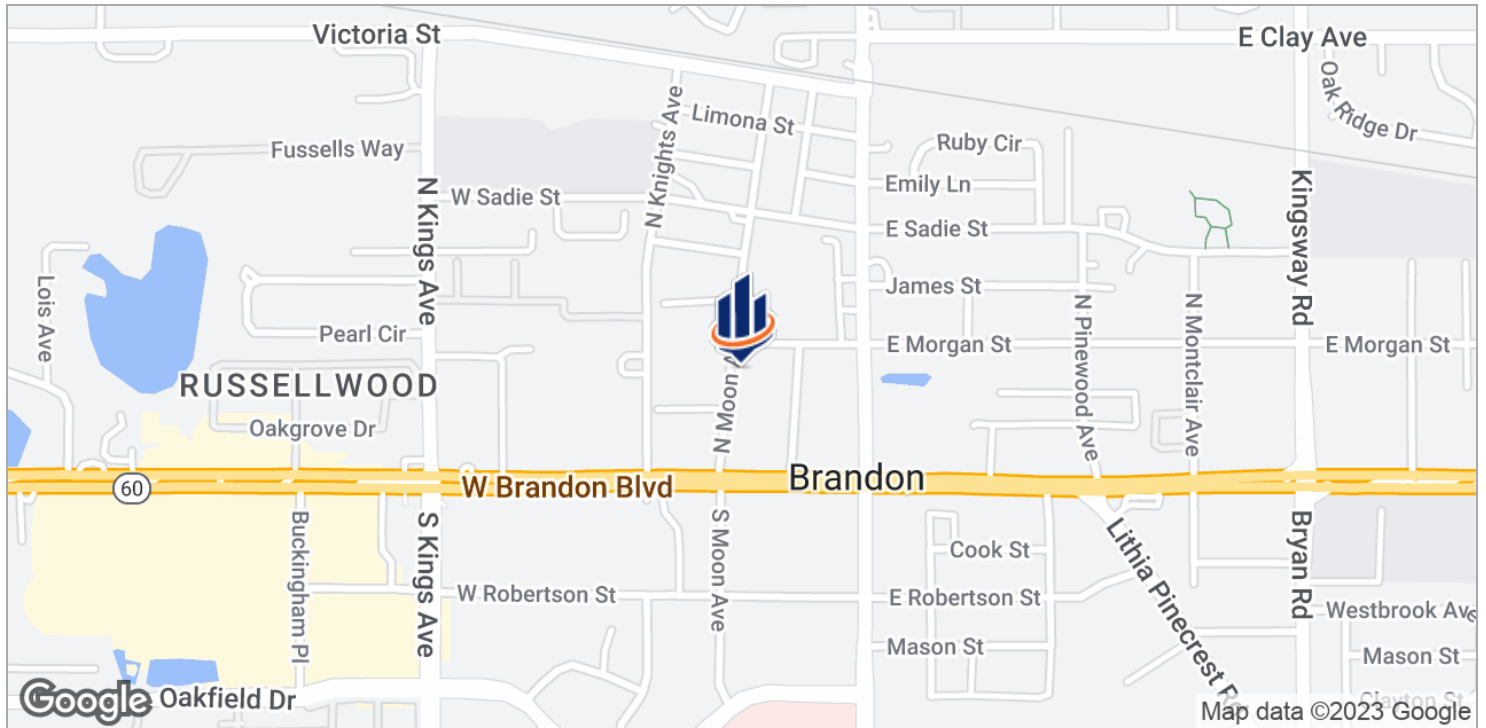 Victoria St
E Clay Ave
Oak Ridge Dr
N Knights Ave
Limona St
Fussells Way
Ruby Cir
Emily Ln
W Sadie St
N Kings Ave
E Sadie St
Kingsway Rd
Lois Ave
James St
N Pinewood Ave
N Montclair Ave
Pearl Cir
E Morgan St
E Morgan St
RUSSELLWOOD
N Moon Ave
Oakgrove Dr
60
W Brandon Blvd
Brandon
Buckingham Pl
S Kings Ave
S Moon Ave
Cook St
Lithia Pinecrest
Bryan Rd
W Robertson St
E Robertson St
Westbrook Ave
Mason St
Mason St
Clayton St
Google
Oakfield Dr
Map data ©2023 Google